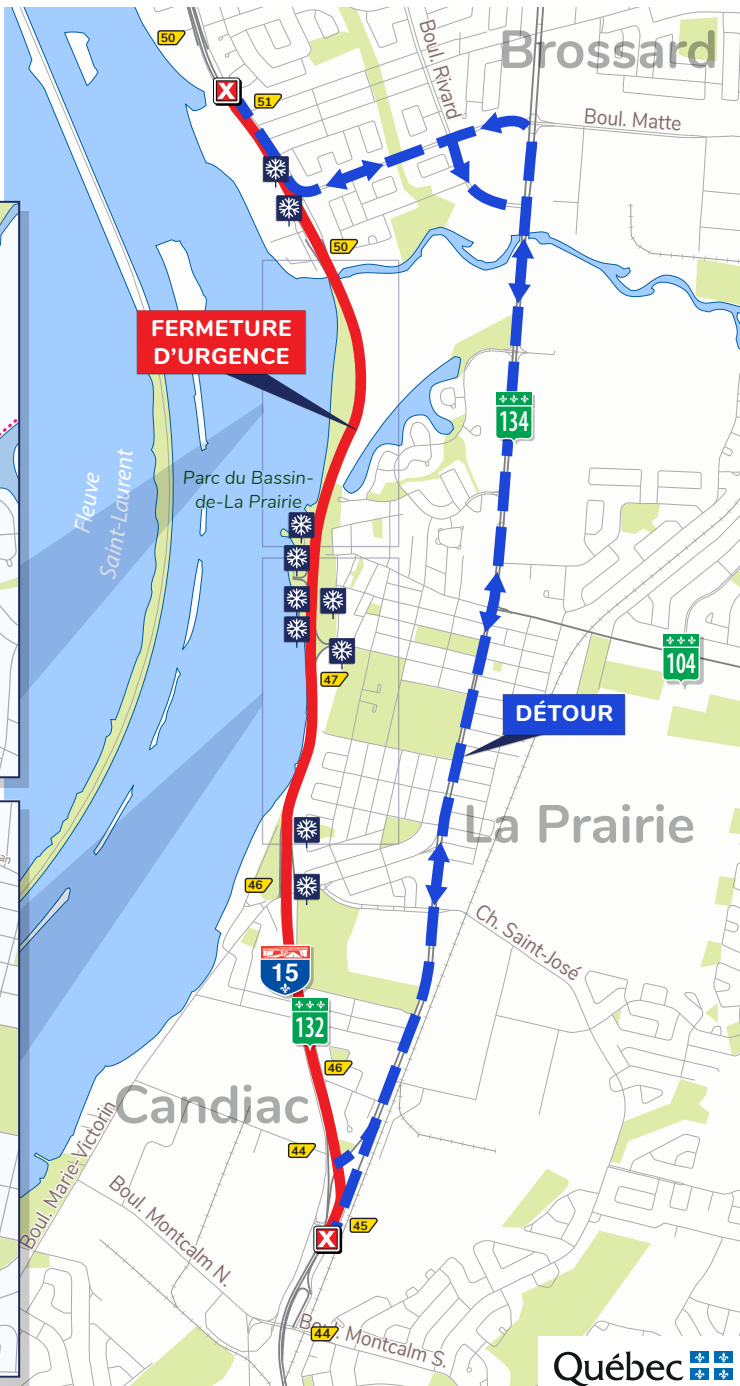 50
Brossard
Boul. Rivard
51
Boul. Matte
50
FERMETURE
D'URGENCE
134
Fleuve
Saint-Laurent
Parc du Bassin-
de-La Prairie
104
47
DÉTOUR
La Prairie
46
Ch. Saint-José
15
132
46
Candiac
44
Boul. Marie-Victorin
Boul. Montcalm N.
45
X
X
44
Boul. Montcalm S.
Québec